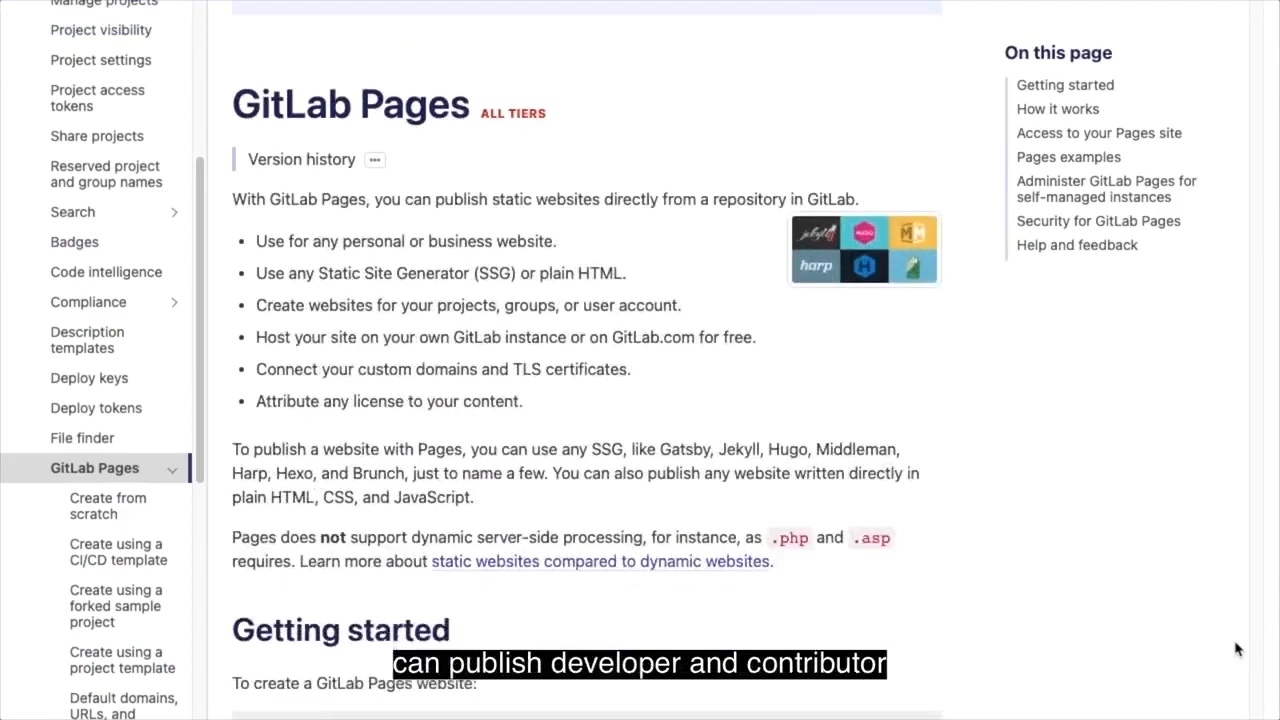 Manage projects
Project visibility
Project settings
Project access
tokens
Share projects
Reserved project
and group names
Search
Badges
Code intelligence
Compliance
Description
templates
Deploy keys
Deploy tokens
File finder
GitLab Pages
Create from
scratch
Create using a
CI/CD template
Create using a
forked sample
project
Create using a
project template
Default domains,
URLs, and
GitLab Pages ALL TIERS
Version history
With GitLab Pages, you can publish static websites directly from a repository in GitLab.
• Use for any personal or business website.
• Use any Static Site Generator (SSG) or plain HTML.
• Create websites for your projects, groups, or user account.
• Host your site on your own GitLab instance or on GitLab.com for free.
• Connect your custom domains and TLS certificates.
• Attribute any license to your content.
jekyll HUGO M
harp H
To publish a website with Pages, you can use any SSG, like Gatsby, Jekyll, Hugo, Middleman,
Harp, Hexo, and Brunch, just to name a few. You can also publish any website written directly in
plain HTML, CSS, and JavaScript.
Pages does not support dynamic server-side processing, for instance, as .php and .asp
requires. Learn more about static websites compared to dynamic websites.
Getting started
can publish developer and contributor
To create a GitLab Pages website:
On this page
Getting started
How it works
Access to your Pages site
Pages examples
Administer GitLab Pages for
self-managed instances
Security for GitLab Pages
Help and feedback